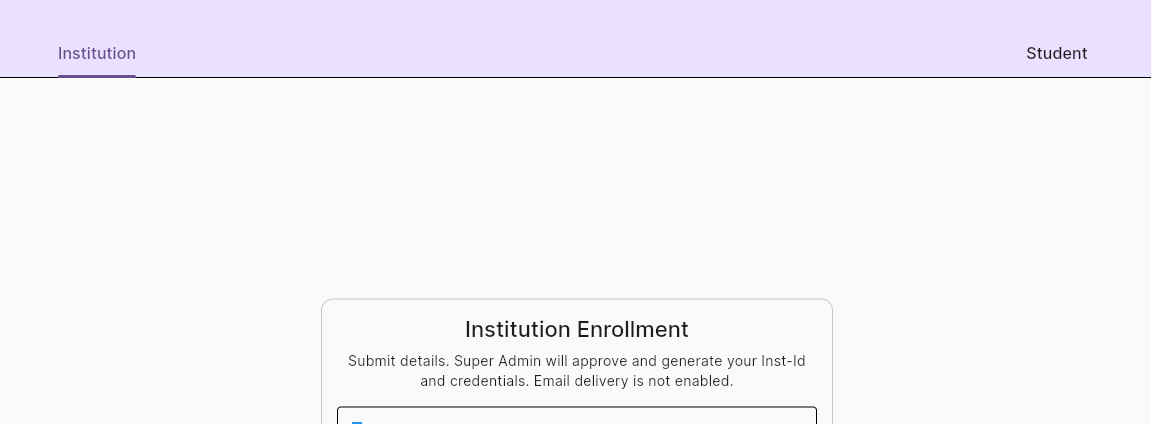 Institution
Student
Institution Enrollment
Submit details. Super Admin will approve and generate your Inst-Id
and credentials. Email delivery is not enabled.